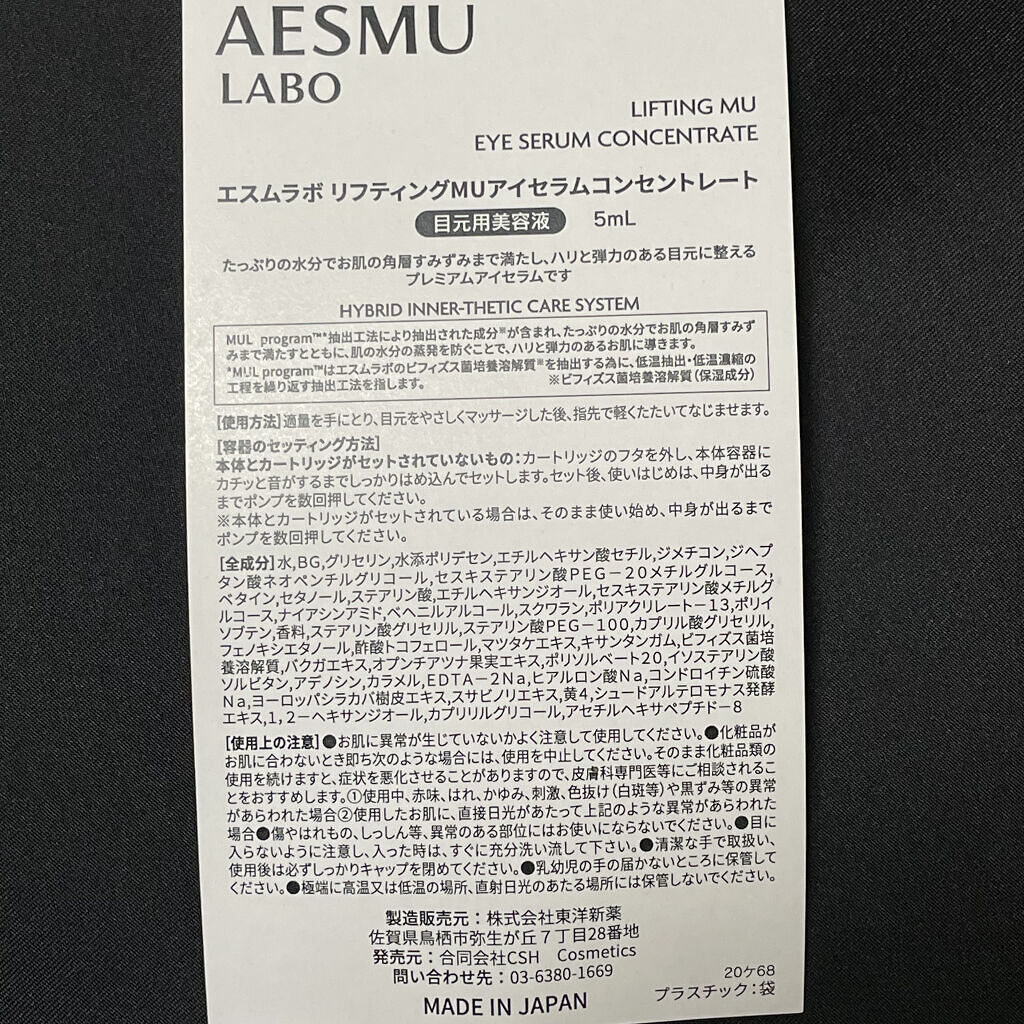 AESMU
LABO
LIFTING MU
EYE SERUM CONCENTRATE
エスムラボ リフティングMUアイセラムコンセントレート
目元用美容液 5mL
たっぷりの水分でお肌の角層すみずみまで満たし、ハリと弾力のある目元に整える
プレミアムアイセラムです
HYBRID INNER-THETIC CARE SYSTEM
MUL program™*抽出工法により抽出された成分※が含まれ、たっぷりの水分でお肌の角層すみず
みまで満たすとともに、肌の水分の蒸発を防ぐことで、ハリと弾力のあるお肌に導きます。
*MUL program™はエスムラボのビフィズス菌培養溶解質※を抽出する為に、低温抽出・低温濃縮の
工程を繰り返す抽出工法を指します。 ※ビフィズス菌培養溶解質(保湿成分)
[使用方法]適量を手にとり、目元をやさしくマッサージした後、指先で軽くたたいてなじませます。
[容器のセッティング方法]
本体とカートリッジがセットされていないもの：カートリッジのフタを外し、本体容器に
カチッと音がするまでしっかりはめ込んでセットします。セット後、使いはじめは、中身が出る
までポンプを数回押してください。
※本体とカートリッジがセットされている場合は、そのまま使い始め、中身が出るまで
ポンプを数回押してください。
[全成分]水,BG,グリセリン,水添ポリデセン,エチルヘキサン酸セチル,ジメチコン,ジヘプ
タン酸ネオペンチルグリコール,セスキステアリン酸PEG－20メチルグルコース,
ベタイン,セタノール,ステアリン酸,エチルヘキサンジオール,セスキステアリン酸メチルグ
ルコース,ナイアシンアミド,ベヘニルアルコール,スクワラン,ポリアクリレート－13,ポリイ
ソブテン,香料,ステアリン酸グリセリル,ステアリン酸PEG－100,カプリル酸グリセリル,
フェノキシエタノール,酢酸トコフェロール,マツタケエキス,キサンタンガム,ビフィズス菌培
養溶解質,バクガエキス,オプンチアツナ果実エキス,ポリソルベート20,イソステアリン酸
ソルビタン,アデノシン,カラメル,EDTA－2Na,ヒアルロン酸Na,コンドロイチン硫酸
Na,ヨーロッパシラカバ樹皮エキス,スサビノリエキス,黄4,シュードアルテロモナス発酵
エキス,1，2－ヘキサンジオール,カプリリルグリコール,アセチルヘキサペプチド－8
[使用上の注意]●お肌に異常が生じていないかよく注意して使用してください。●化粧品が
お肌に合わないとき即ち次のような場合には、使用を中止してください。そのまま化粧品類の
使用を続けますと、症状を悪化させることがありますので、皮膚科専門医等にご相談されるこ
とをおすすめします。①使用中、赤味、はれ、かゆみ、刺激、色抜け(白斑等)や黒ずみ等の異常
があらわれた場合②使用したお肌に、直接日光があたって上記のような異常があらわれた
場合●傷やはれもの、しっしん等、異常のある部位にはお使いにならないでください。●目に
入らないように注意し、入った時は、すぐに充分洗い流して下さい。●清潔な手で取扱い、
使用後は必ずしっかりキャップを閉めてください。●乳幼児の手の届かないところに保管して
ください。●極端に高温又は低温の場所、直射日光のあたる場所には保管しないでください。
製造販売元：株式会社東洋新薬
佐賀県鳥栖市弥生が丘７丁目28番地
発売元：合同会社CSH Cosmetics
問い合わせ先：03-6380-1669
MADE IN JAPAN
20ケ68
プラスチック：袋